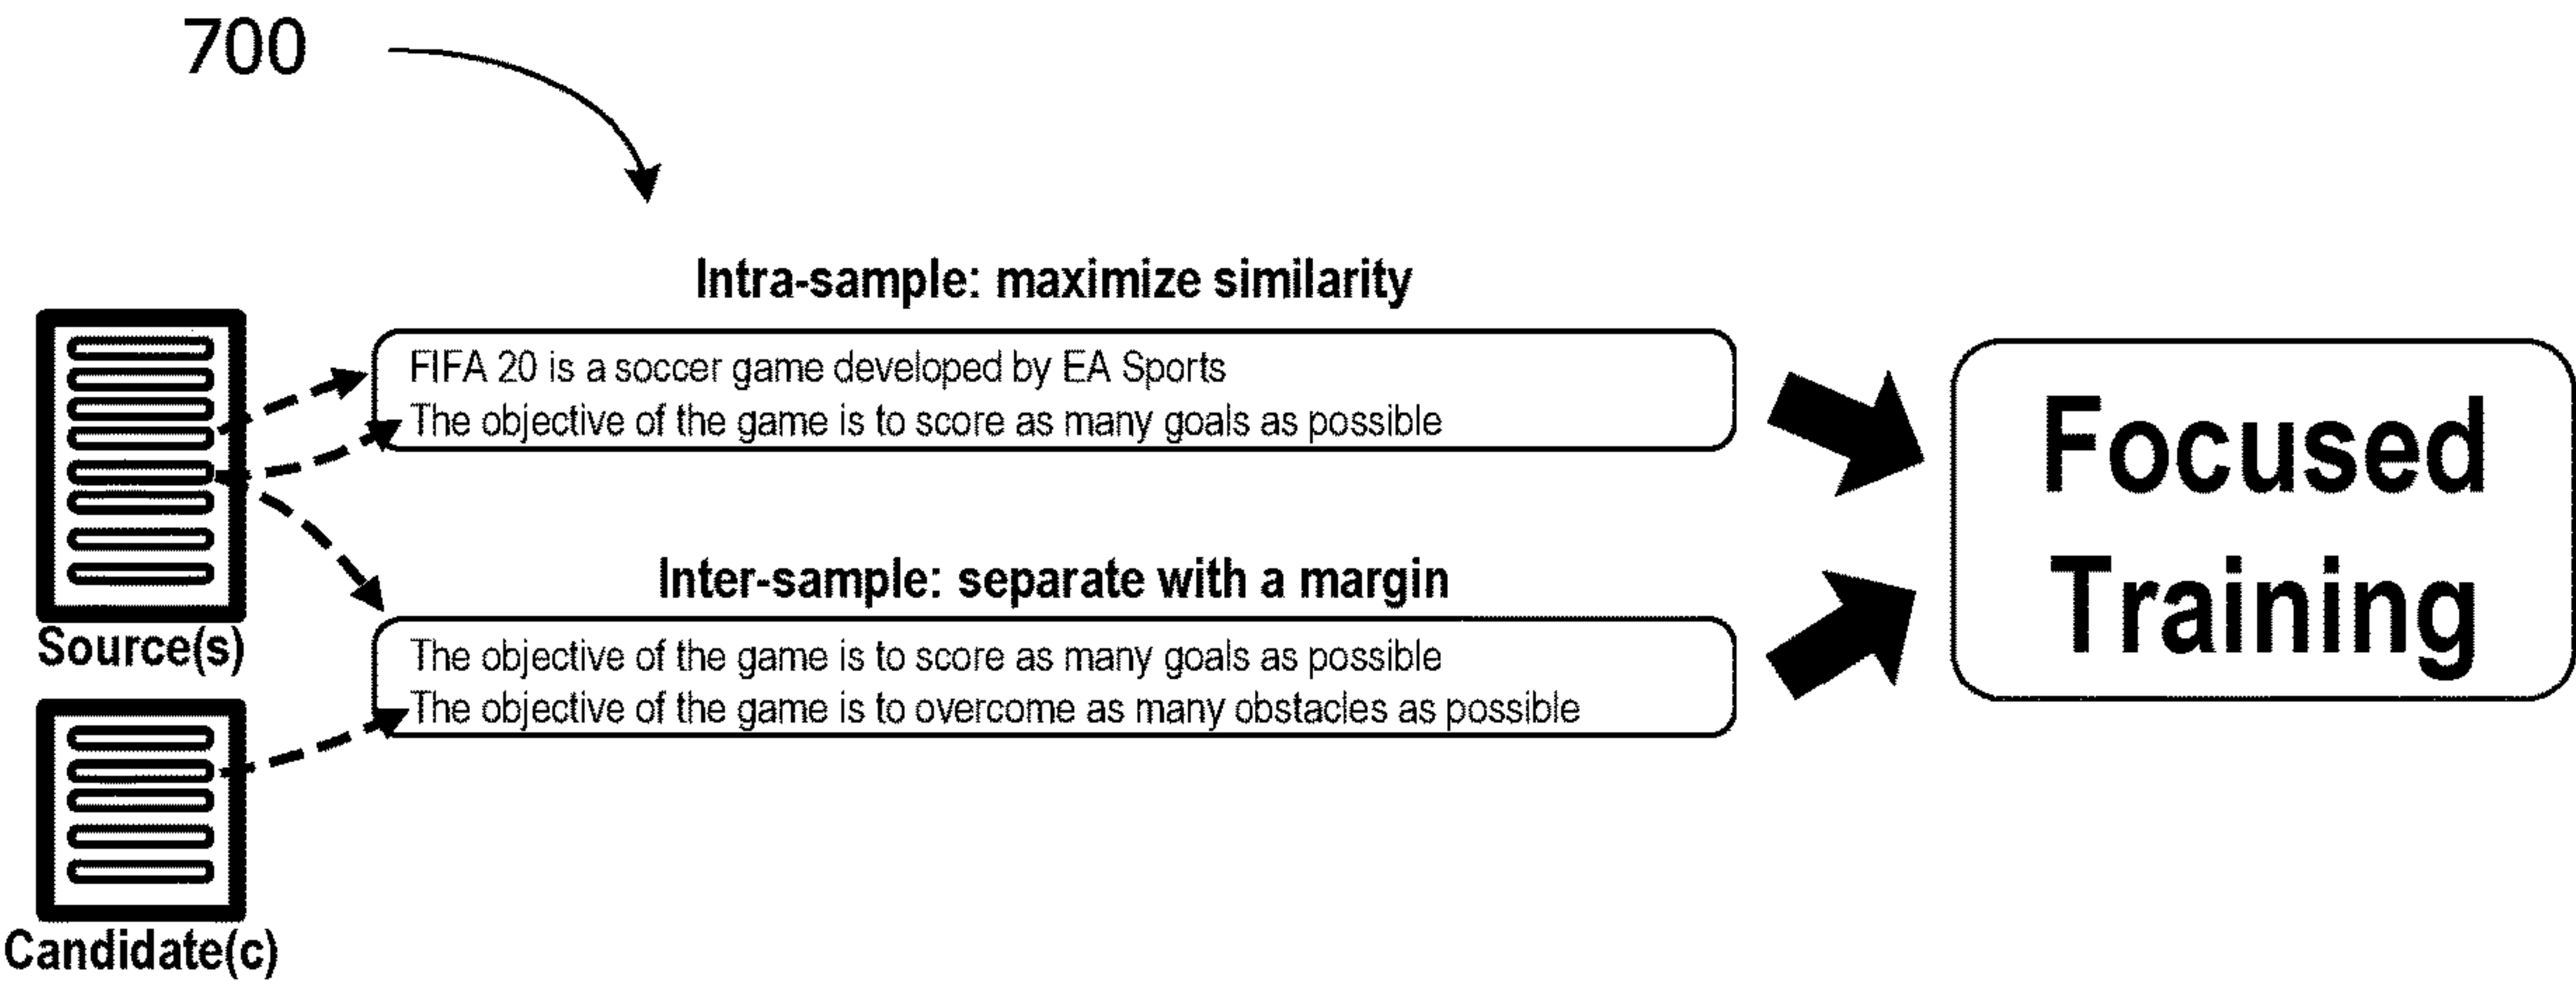 700
Intra-sample: maximize similarity
FIFA 20 is a soccer game developed by EA Sports
The objective of the game is to score as many goals as possible
Source(s)
Inter-sample: separate with a margin
The objective of the game is to score as many goals as possible
The objective of the game is to overcome as many obstacles as possible
Candidate(c)
Focused
Training